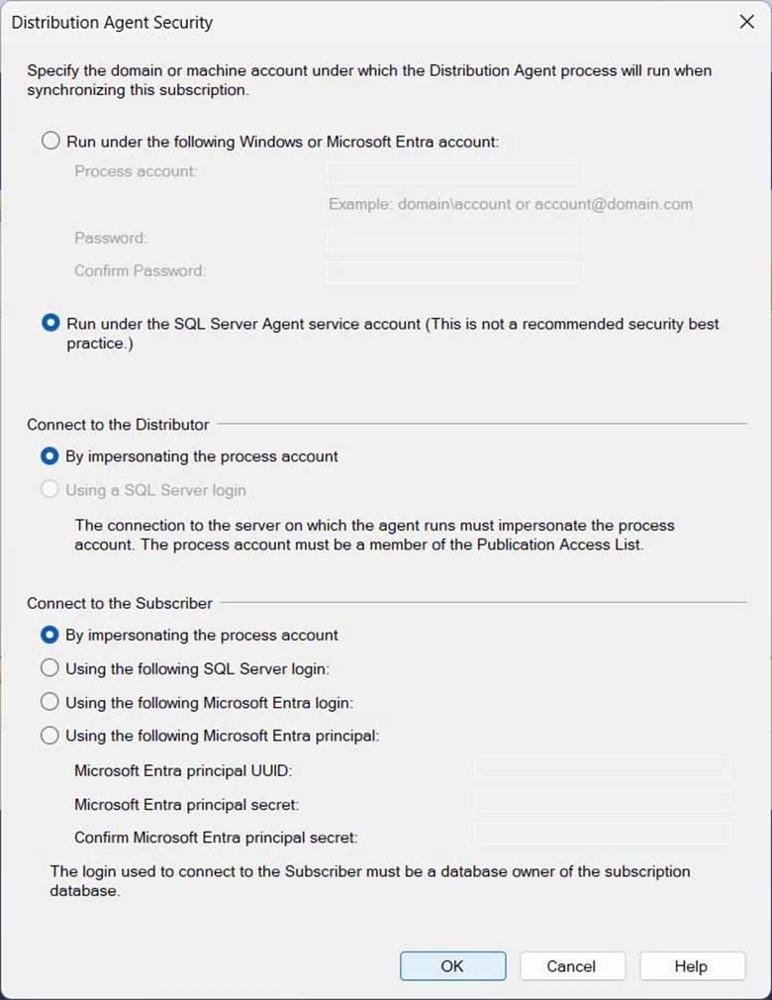 Distribution Agent Security
Specify the domain or machine account under which the Distribution Agent process will run when
synchronizing this subscription.
Run under the following Windows or Microsoft Entra account:
Process account:
Example: domain\account or account@domain.com
Password:
Confirm Password:
Run under the SQL Server Agent service account (This is not a recommended security best
practice.)
Connect to the Distributor
By impersonating the process account
Using a SQL Server login
The connection to the server on which the agent runs must impersonate the process
account. The process account must be a member of the Publication Access List.
Connect to the Subscriber
By impersonating the process account
Using the following SQL Server login:
Using the following Microsoft Entra login:
Using the following Microsoft Entra principal:
Microsoft Entra principal UUID:
Microsoft Entra principal secret:
Confirm Microsoft Entra principal secret:
The login used to connect to the Subscriber must be a database owner of the subscription
database.
OK Cancel Help